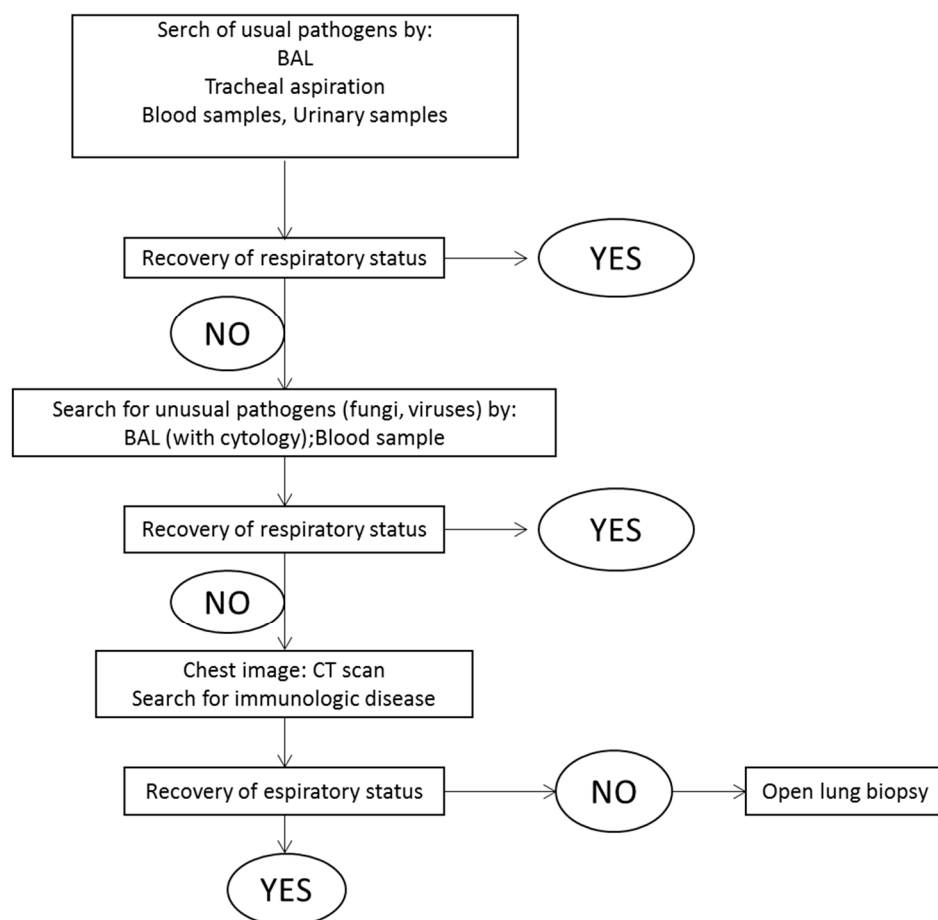 Serch of usual pathogens by:
BAL
Tracheal aspiration
Blood samples, Urinary samples
Recovery of respiratory status
YES
NO
Search for unusual pathogens (fungi, viruses) by:
BAL (with cytology);Blood sample
Recovery of respiratory status
YES
NO
Chest image: CT scan
Search for immunologic disease
Recovery of espiratory status
NO
Open lung biopsy
YES